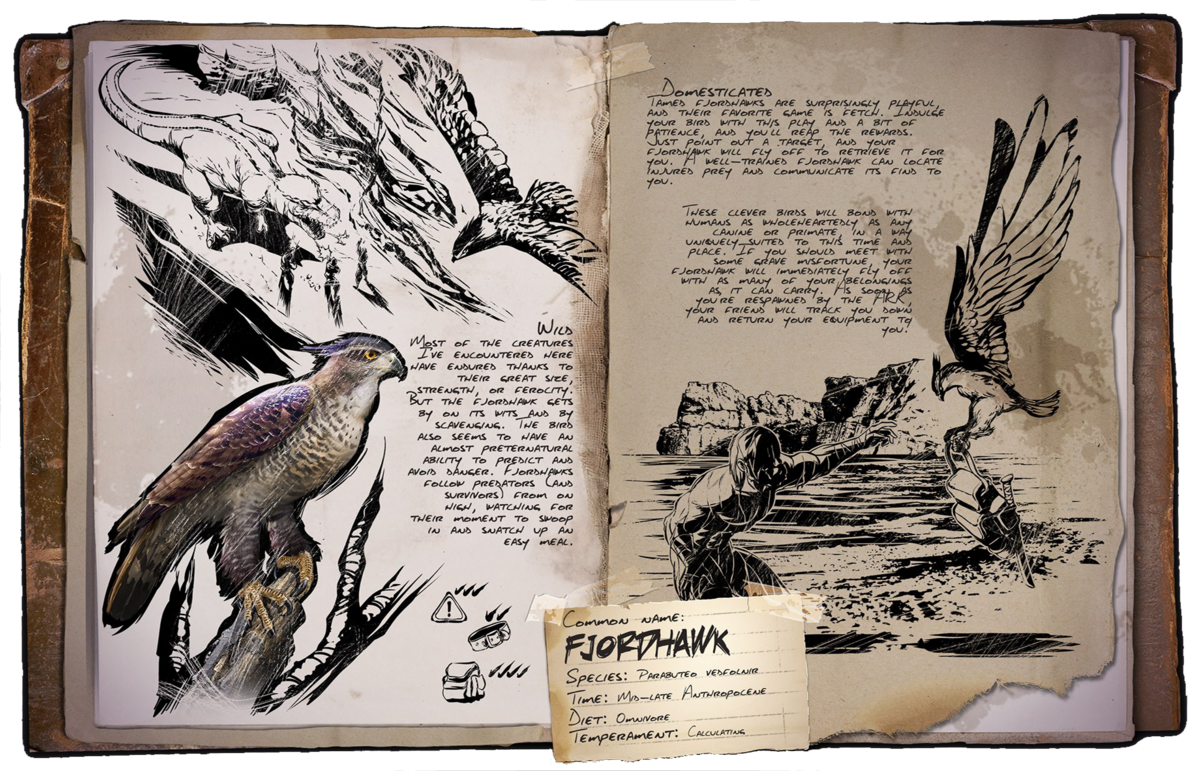 Wild
Most of the creatures
I've encountered here
have endured thanks to
their great size,
strength, or ferocity.
But the Fjordhawk gets
by on its wits and by
scavenging. The bird
also seems to have an
almost preternatural
ability to predict and
avoid danger. Fjordhawks
follow predators (and
survivors) from on
high, watching for
their moment to swoop
in and snatch up an
easy meal.
Domesticated
Tamed Fjordhawks are surprisingly playful,
and their favorite game is fetch. Indulge
your bird with this play and a bit of
patience, and you'll reap the rewards.
Just point out a target, and your
Fjordhawk will fly off to retrieve it for
you. A well-trained Fjordhawk can locate
injured prey and communicate its find to
you.
These clever birds will bond with
humans as wholeheartedly as any
canine or primate, in a way
uniquely suited to this time and
place. If you should meet with
some grave misfortune, your
Fjordhawk will immediately fly off
with as many of your belongings
as it can carry. As soon as
you're respawned by the ARK,
your friend will track you down
and return your equipment to
you.
Common name:
FJORDHAWK
Species: Parabuteo vedfolnir
Time: Mid-late Anthropocene
Diet: Omnivore
Temperament: Calculating